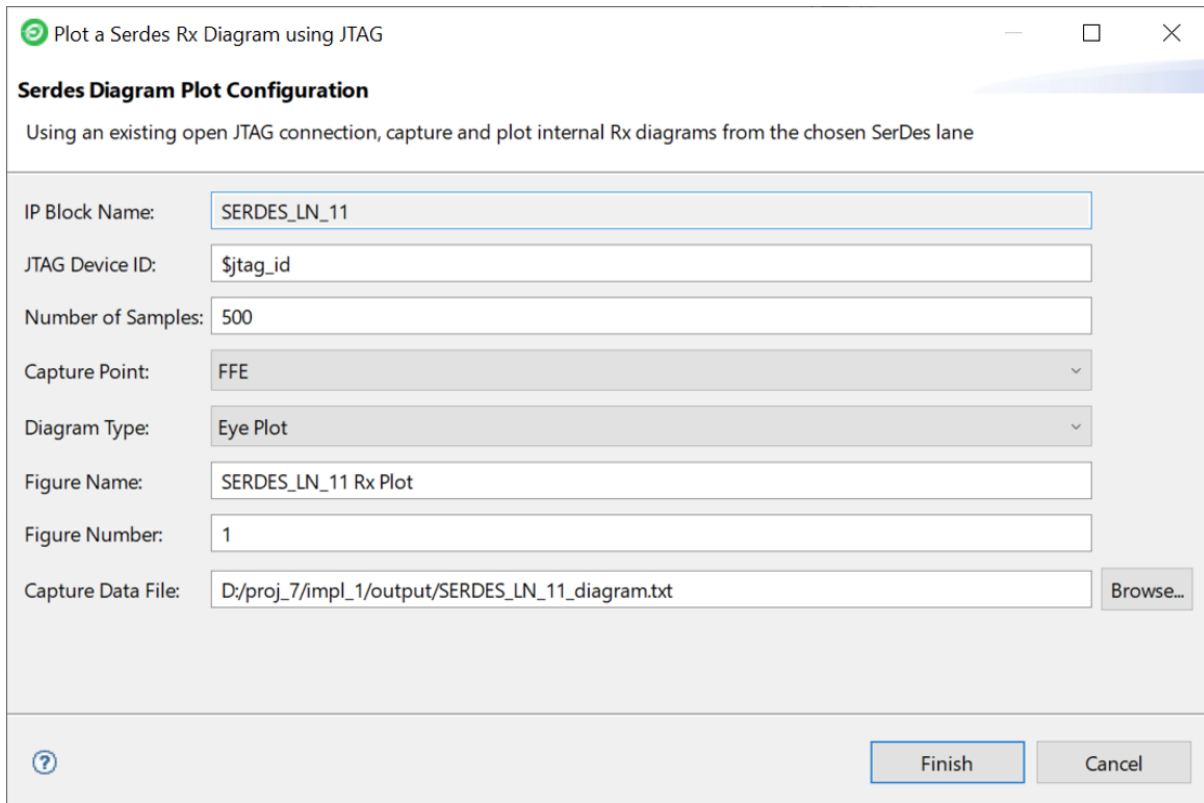 Plot a Serdes Rx Diagram using JTAG
Serdes Diagram Plot Configuration
Using an existing open JTAG connection, capture and plot internal Rx diagrams from the chosen SerDes lane
IP Block Name: SERDES_LN_11
JTAG Device ID: $jtag_id
Number of Samples: 500
Capture Point: FFE
Diagram Type: Eye Plot
Figure Name: SERDES_LN_11 Rx Plot
Figure Number: 1
Capture Data File: D:/proj_7/impl_1/output/SERDES_LN_11_diagram.txt Browse...
? Finish Cancel